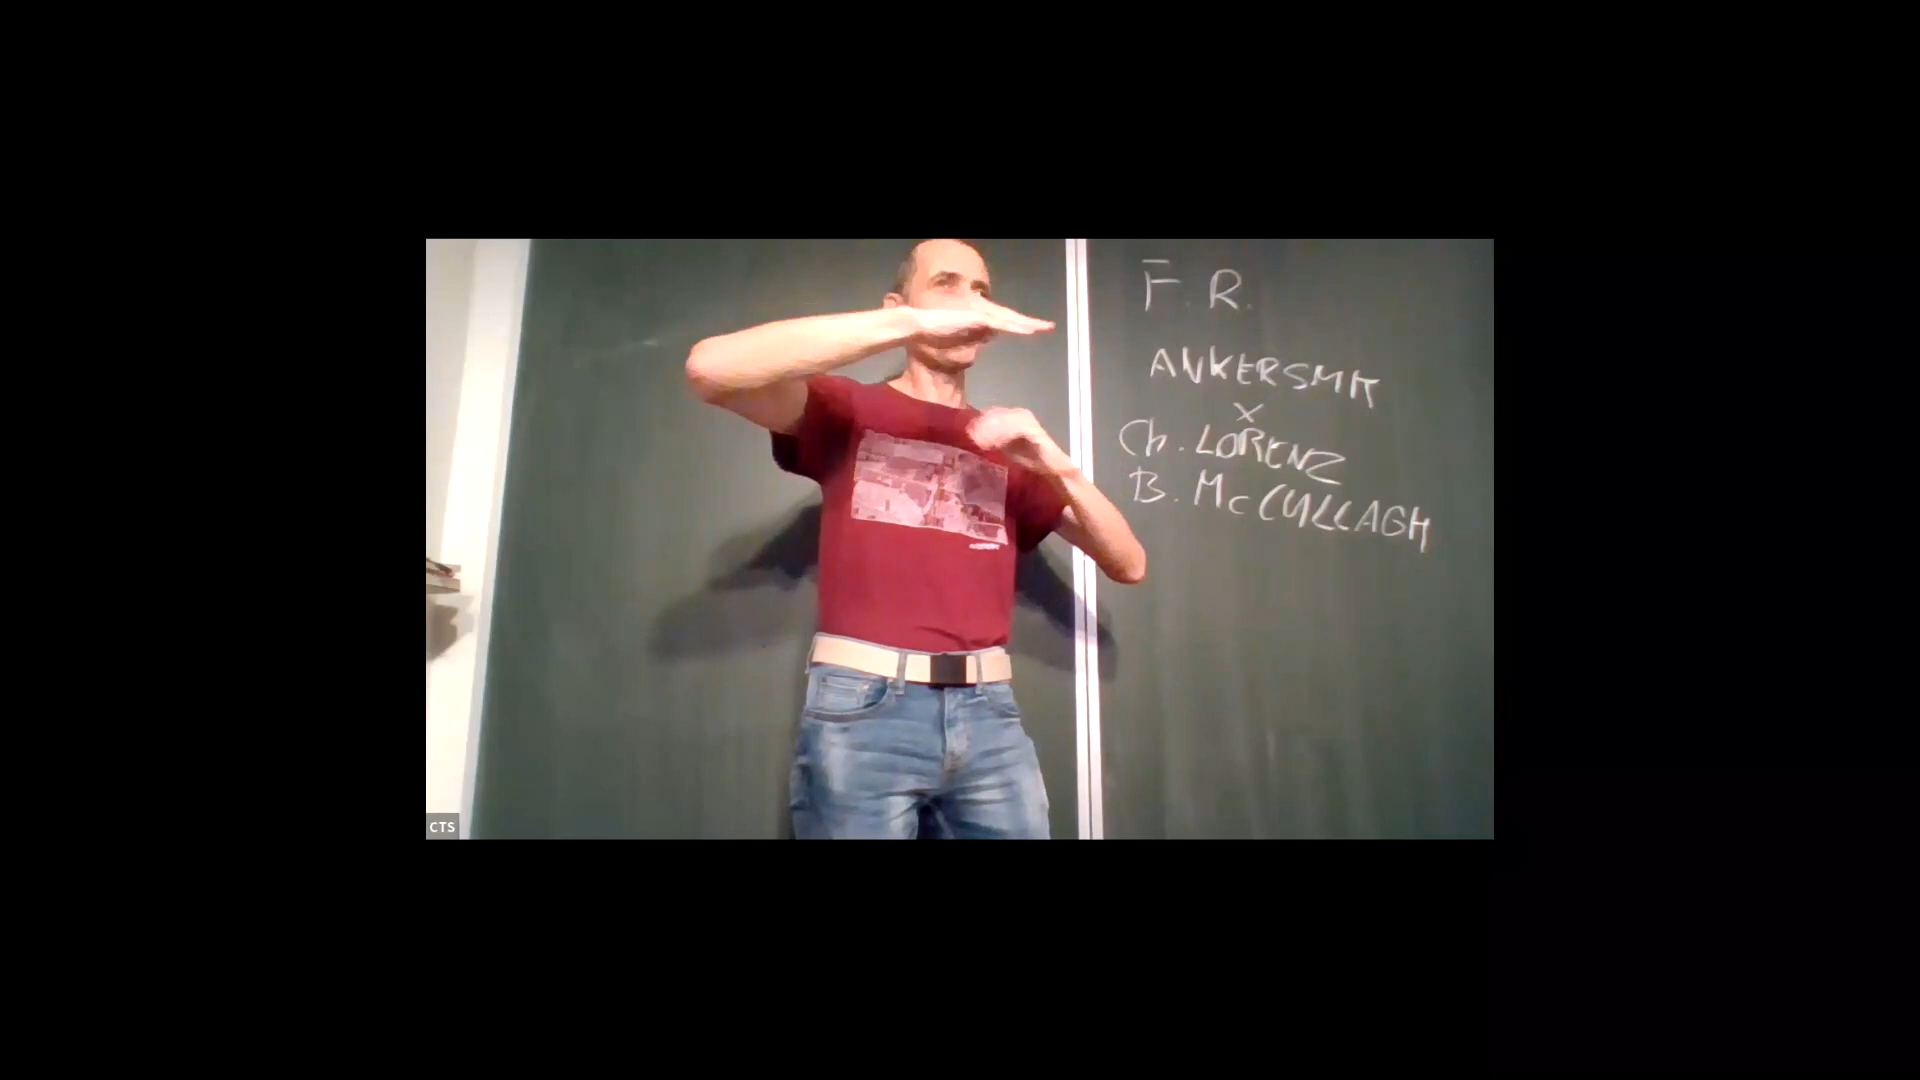 F. R.
ANKERSMIT
x
Ch. LORENZ
B. McCULLAGH
CTS